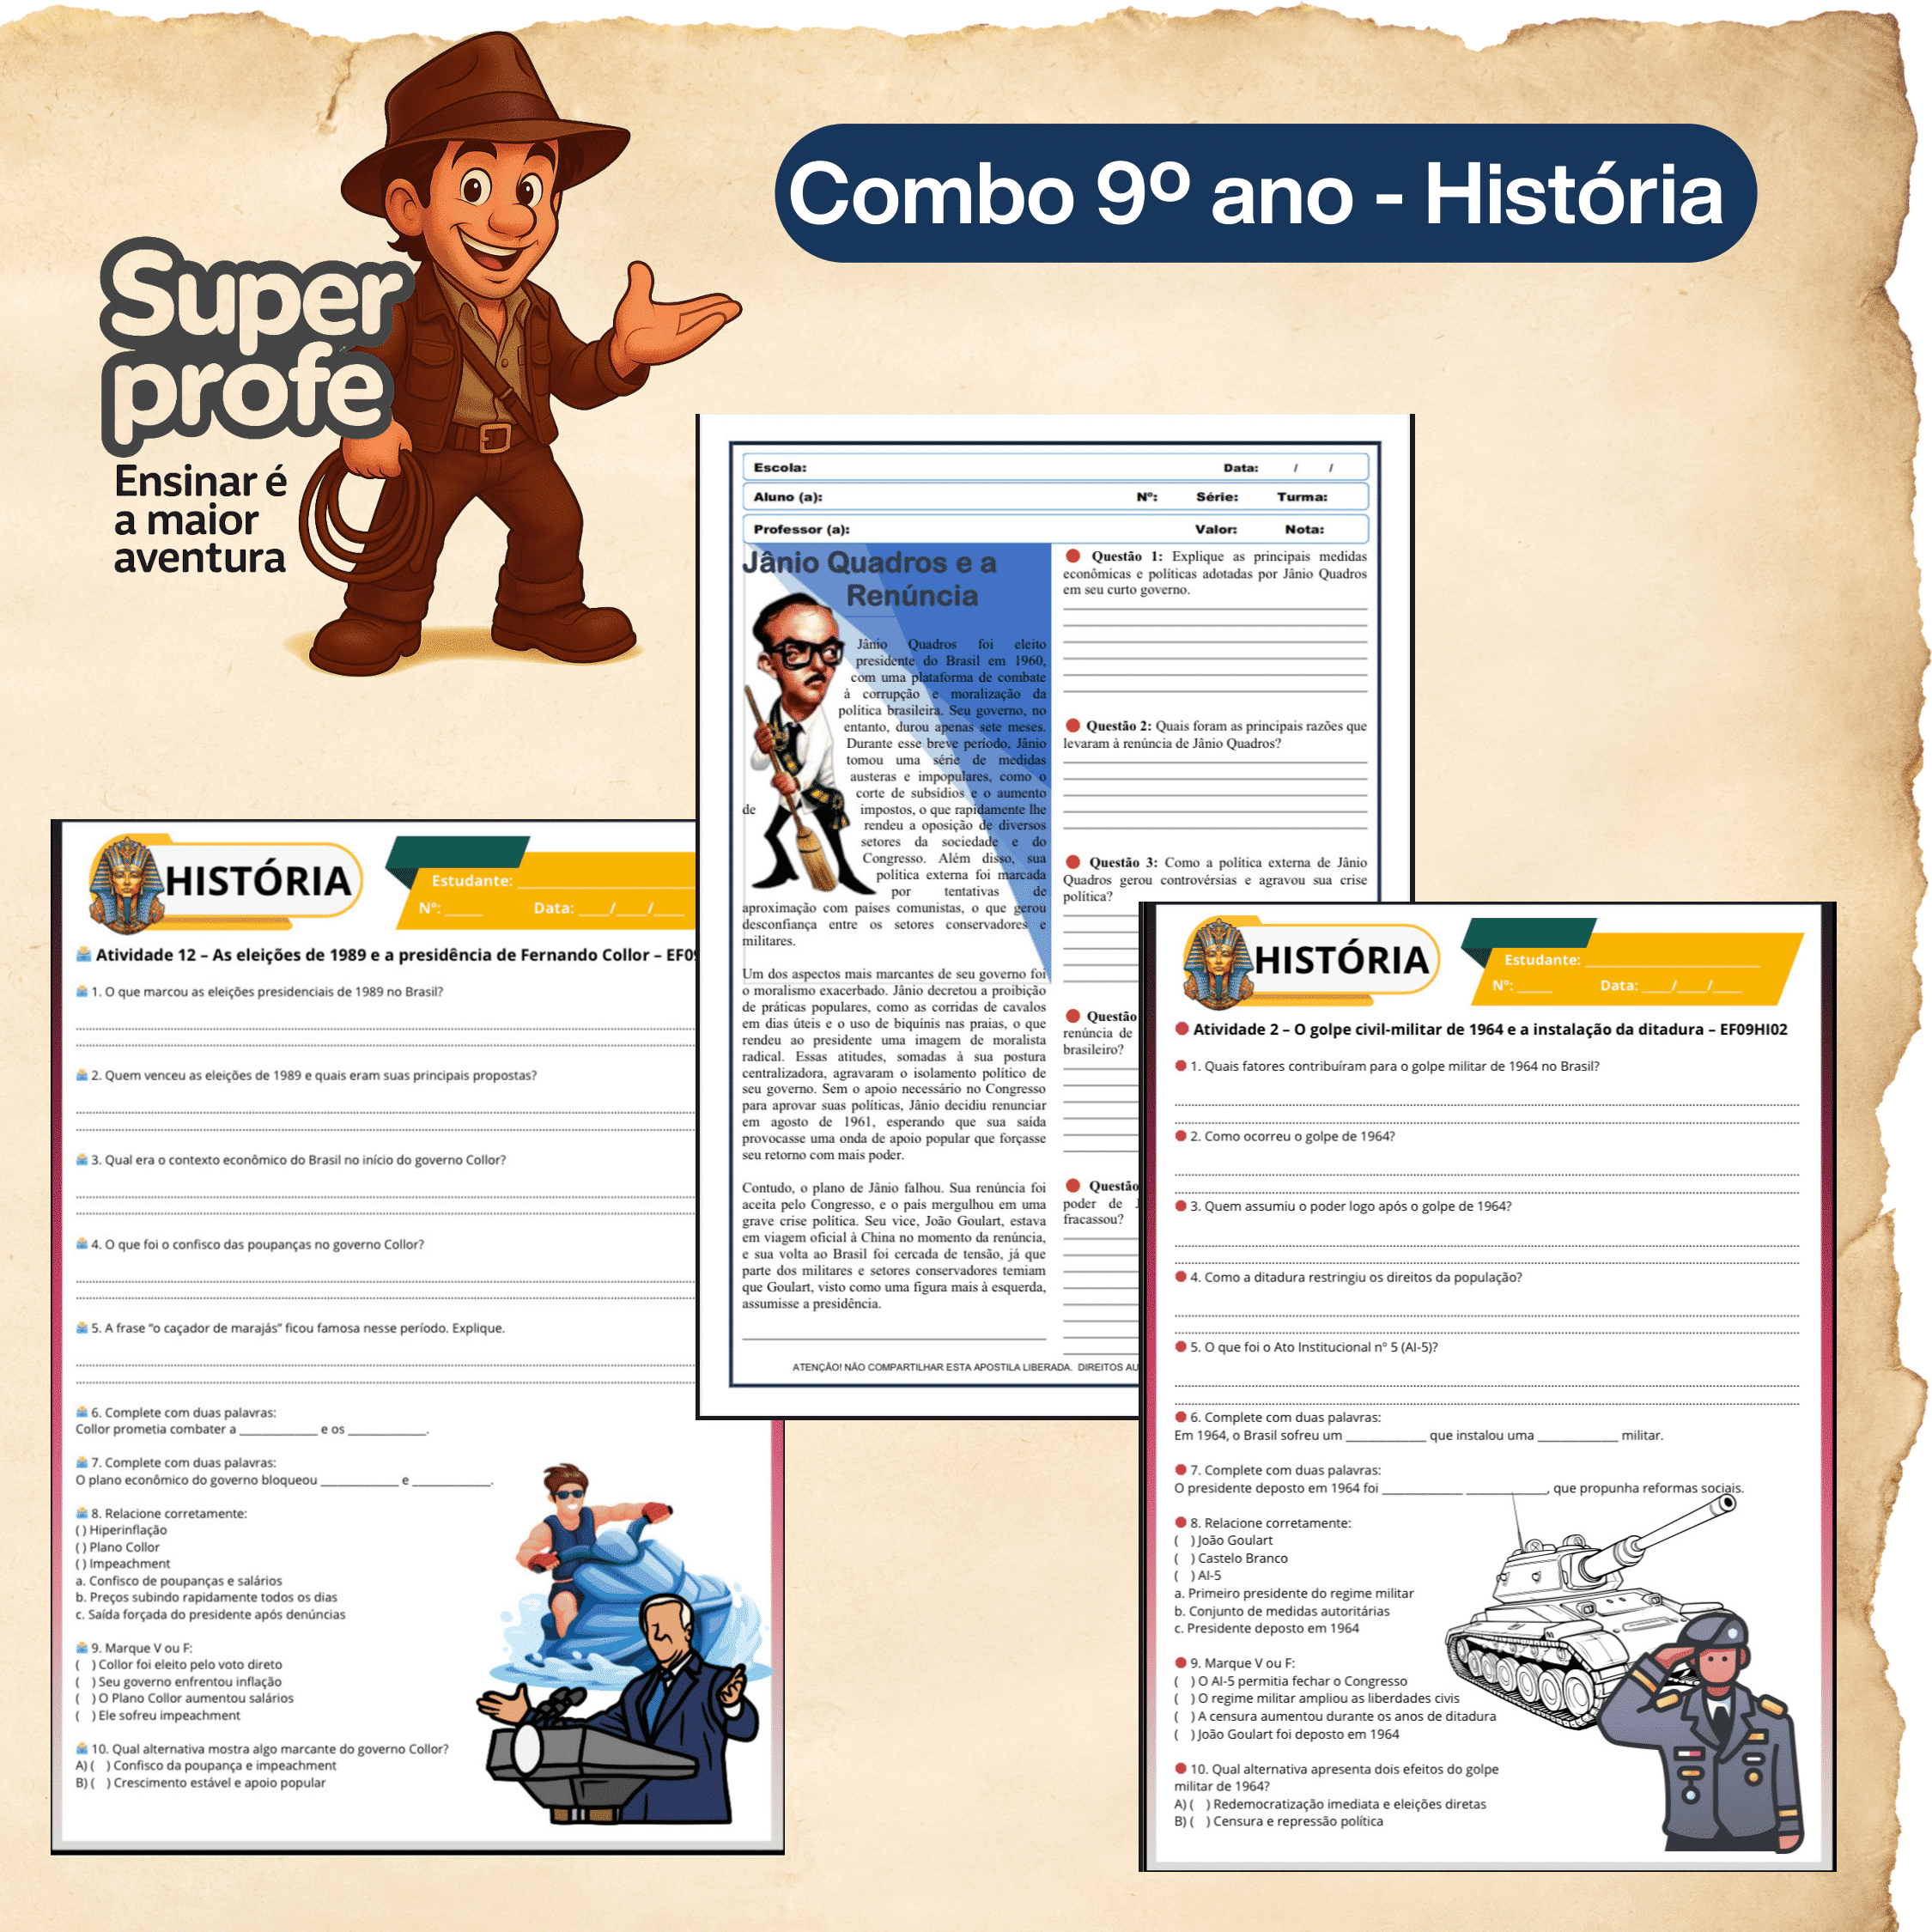 Combo 9º ano - História
Super
profe
Ensinar é
a maior
aventura
Escola:
Data: / /
Aluno (a):
Nº: Série: Turma:
Professor (a):
Valor: Nota:
Jânio Quadros e a
Renúncia
Jânio Quadros foi eleito
presidente do Brasil em 1960,
com uma plataforma de combate
à corrupção e moralização da
política brasileira. Seu governo, no
entanto, durou apenas sete meses.
Durante esse breve período, Jânio
tomou uma série de medidas
austeras e impopulares, como o
corte de subsídios e o aumento
de impostos, o que rapidamente lhe
rendeu a oposição de diversos
setores da sociedade e do
Congresso. Além disso, sua
política externa foi marcada
por tentativas de
aproximação com países comunistas, o que gerou
desconfiança entre os setores conservadores e
militares.
Um dos aspectos mais marcantes de seu governo foi
o moralismo exacerbado. Jânio decretou a proibição
de práticas populares, como as corridas de cavalos
em dias úteis e o uso de biquínis nas praias, o que
rendeu ao presidente uma imagem de moralista
radical. Essas atitudes, somadas à sua postura
centralizadora, agravaram o isolamento político de
seu governo. Sem o apoio necessário no Congresso
para aprovar suas políticas, Jânio decidiu renunciar
em agosto de 1961, esperando que sua saída
provocasse uma onda de apoio popular que forçasse
seu retorno com mais poder.
Contudo, o plano de Jânio falhou. Sua renúncia foi
aceita pelo Congresso, e o país mergulhou em uma
grave crise política. Seu vice, João Goulart, estava
em viagem oficial à China no momento da renúncia,
e sua volta ao Brasil foi cercada de tensão, já que
parte dos militares e setores conservadores temiam
que Goulart, visto como uma figura mais à esquerda,
assumisse a presidência.
Questão 1: Explique as principais medidas
econômicas e políticas adotadas por Jânio Quadros
em seu curto governo.
Questão 2: Quais foram as principais razões que
levaram à renúncia de Jânio Quadros?
Questão 3: Como a política externa de Jânio
Quadros gerou controvérsias e agravou sua crise
política?
Questão
renúncia de
brasileiro?
Questão
poder de J
fracassou?
ATENÇÃO! NÃO COMPARTILHAR ESTA APOSTILA LIBERADA. DIREITOS AU
HISTÓRIA
Estudante: ______
Nº: _____ Data: ____/____/____
Atividade 12 – As eleições de 1989 e a presidência de Fernando Collor – EF09
1. O que marcou as eleições presidenciais de 1989 no Brasil?
2. Quem venceu as eleições de 1989 e quais eram suas principais propostas?
3. Qual era o contexto econômico do Brasil no início do governo Collor?
4. O que foi o confisco das poupanças no governo Collor?
5. A frase “o caçador de marajás” ficou famosa nesse período. Explique.
6. Complete com duas palavras:
Collor prometia combater a ____________ e os ____________.
7. Complete com duas palavras:
O plano econômico do governo bloqueou ____________ e ____________.
8. Relacione corretamente:
( ) Hiperinflação
( ) Plano Collor
( ) Impeachment
a. Confisco de poupanças e salários
b. Preços subindo rapidamente todos os dias
c. Saída forçada do presidente após denúncias
9. Marque V ou F:
( ) Collor foi eleito pelo voto direto
( ) Seu governo enfrentou inflação
( ) O Plano Collor aumentou salários
( ) Ele sofreu impeachment
10. Qual alternativa mostra algo marcante do governo Collor?
A) ( ) Confisco da poupança e impeachment
B) ( ) Crescimento estável e apoio popular
HISTÓRIA
Estudante: ______
Nº: _____ Data: ____/____/____
Atividade 2 – O golpe civil-militar de 1964 e a instalação da ditadura – EF09HI02
1. Quais fatores contribuíram para o golpe militar de 1964 no Brasil?
2. Como ocorreu o golpe de 1964?
3. Quem assumiu o poder logo após o golpe de 1964?
4. Como a ditadura restringiu os direitos da população?
5. O que foi o Ato Institucional nº 5 (AI-5)?
6. Complete com duas palavras:
Em 1964, o Brasil sofreu um ____________ que instalou uma ____________ militar.
7. Complete com duas palavras:
O presidente deposto em 1964 foi ____________ ____________, que propunha reformas sociais.
8. Relacione corretamente:
( ) João Goulart
( ) Castelo Branco
( ) AI-5
a. Primeiro presidente do regime militar
b. Conjunto de medidas autoritárias
c. Presidente deposto em 1964
9. Marque V ou F:
( ) O AI-5 permitia fechar o Congresso
( ) O regime militar ampliou as liberdades civis
( ) A censura aumentou durante os anos de ditadura
( ) João Goulart foi deposto em 1964
10. Qual alternativa apresenta dois efeitos do golpe
militar de 1964?
A) ( ) Redemocratização imediata e eleições diretas
B) ( ) Censura e repressão política